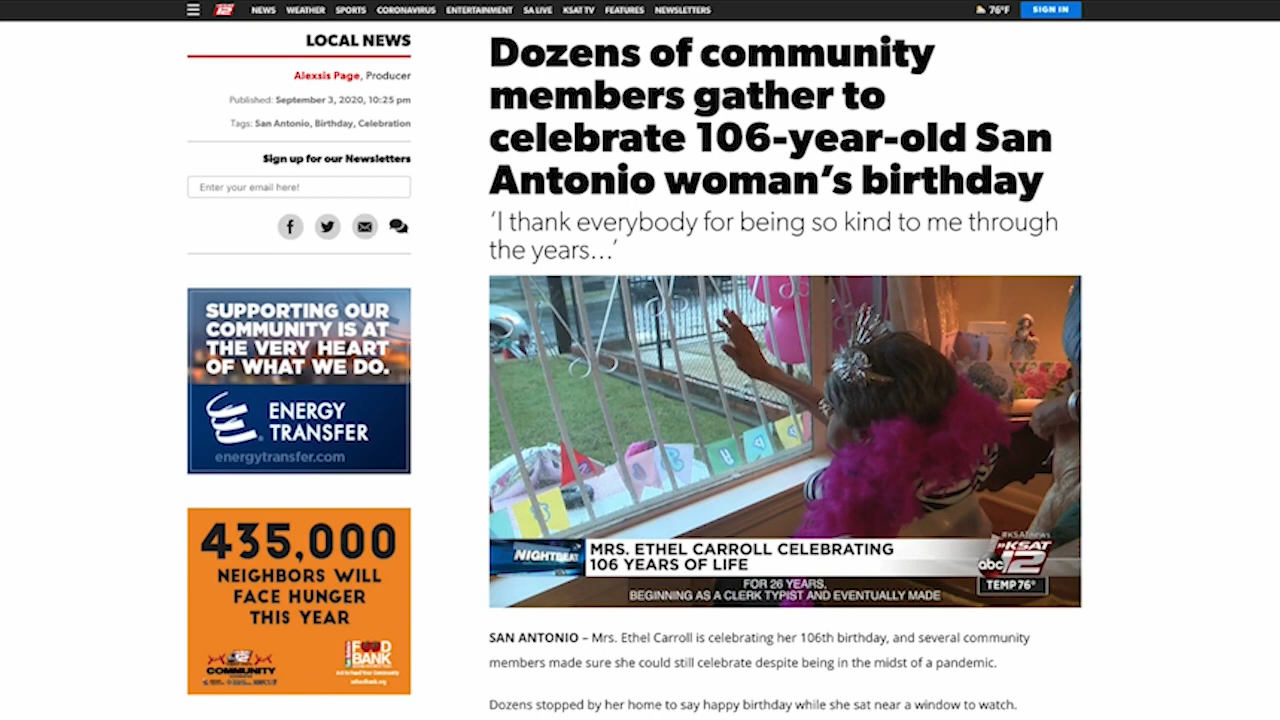 12
NEWS WEATHER SPORTS CORONAVIRUS ENTERTAINMENT SA LIVE KSAT TV FEATURES NEWSLETTERS
76°F
SIGN IN
LOCAL NEWS
Alexsis Page, Producer
Published: September 3, 2020, 10:25 pm
Tags: San Antonio, Birthday, Celebration
Sign up for our Newsletters
Enter your email here!
SUPPORTING OUR
COMMUNITY IS AT
THE VERY HEART
OF WHAT WE DO.
ENERGY
TRANSFER
energytransfer.com
435,000
NEIGHBORS WILL
FACE HUNGER
THIS YEAR
COMMUNITY
FOOD
BANK
Dozens of community
members gather to
celebrate 106-year-old San
Antonio woman’s birthday
‘I thank everybody for being so kind to me through
the years...’
#KSATnews
NIGHTBEAT
MRS. ETHEL CARROLL CELEBRATING
106 YEARS OF LIFE
KSAT
abc 12
TEMP 76°
FOR 26 YEARS,
BEGINNING AS A CLERK TYPIST AND EVENTUALLY MADE
SAN ANTONIO – Mrs. Ethel Carroll is celebrating her 106th birthday, and several community
members made sure she could still celebrate despite being in the midst of a pandemic.
Dozens stopped by her home to say happy birthday while she sat near a window to watch.